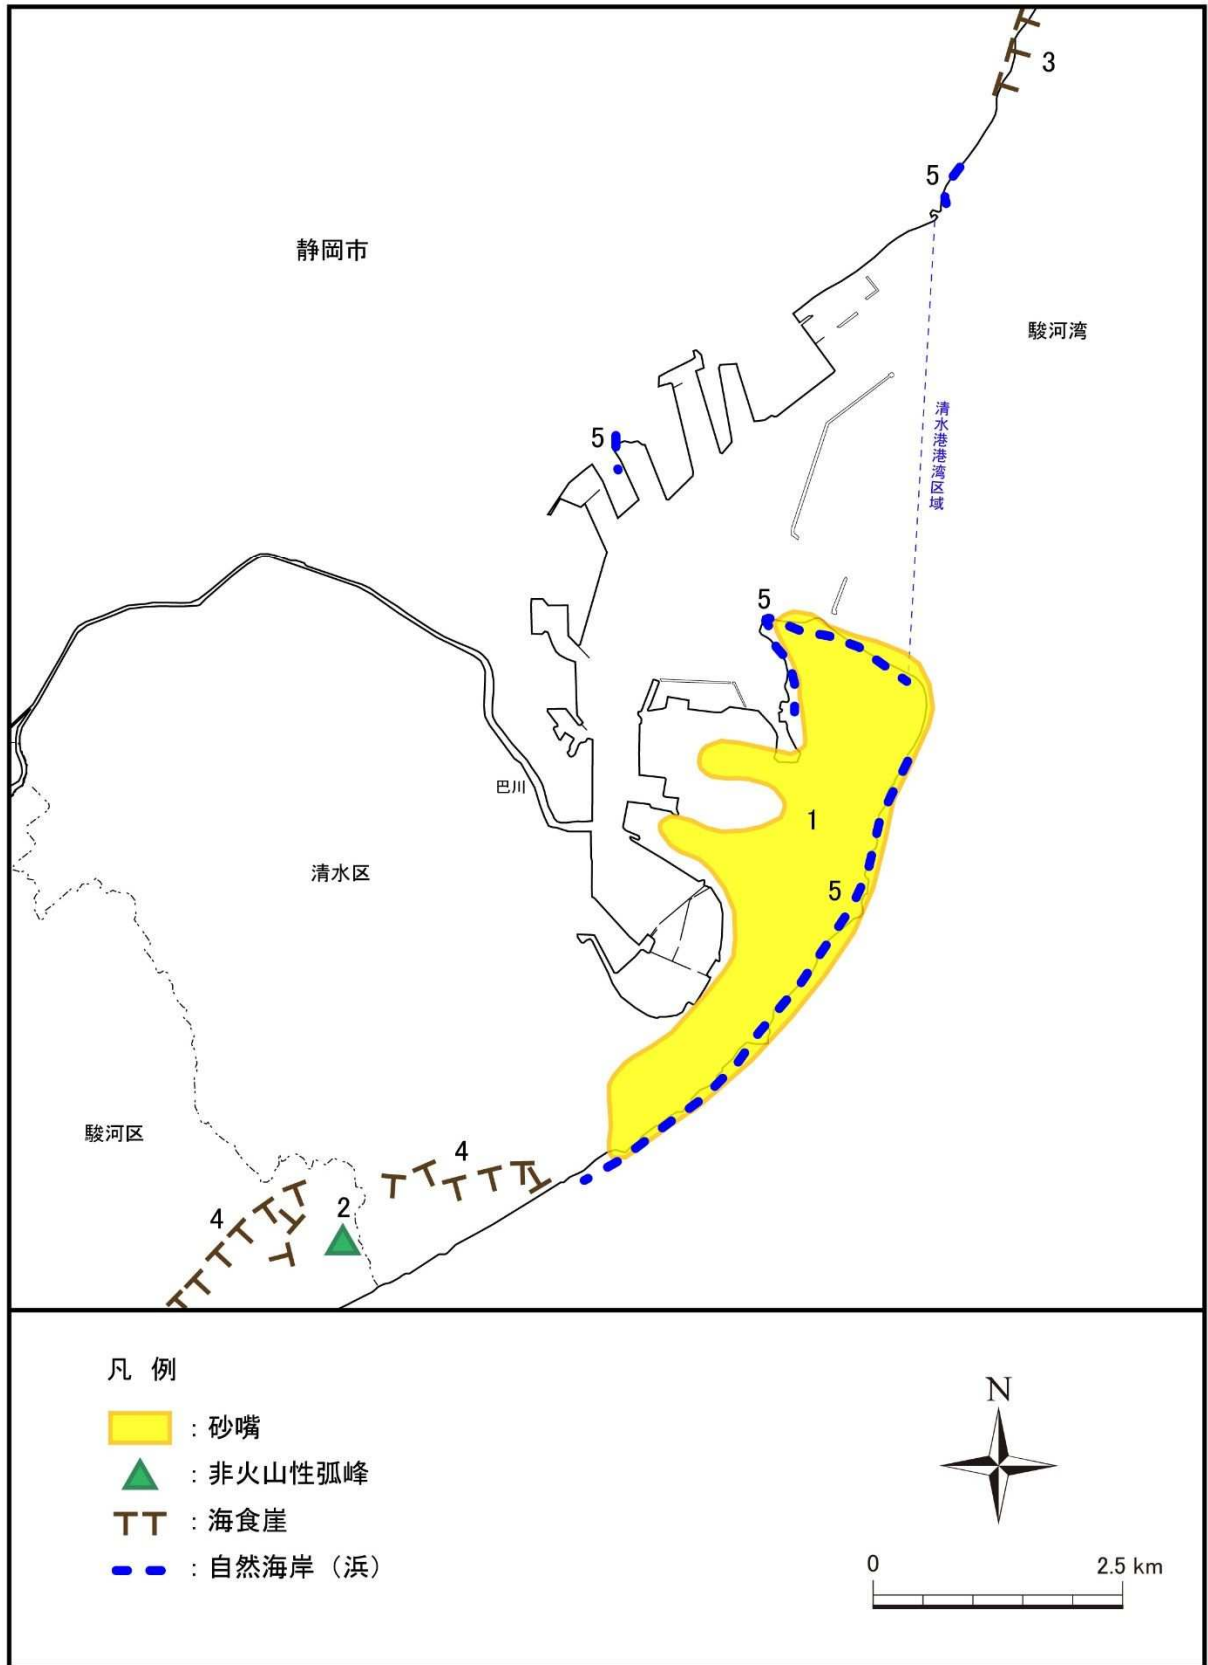 3
5
静岡市
駿河湾
清水港港湾区域
5
5
巴川
1
清水区
5
駿河区
4
4
2
凡 例
：砂嘴
：非火山性弧峰
：海食崖
：自然海岸（浜）
N
0 2.5 km